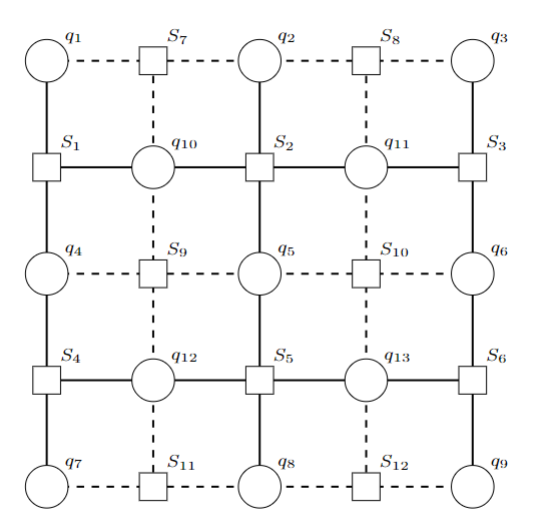 q1 S7 q2 S8 q3
S1 q10 S2 q11 S3
q4 S9 q5 S10 q6
S4 q12 S5 q13 S6
q7 S11 q8 S12 q9